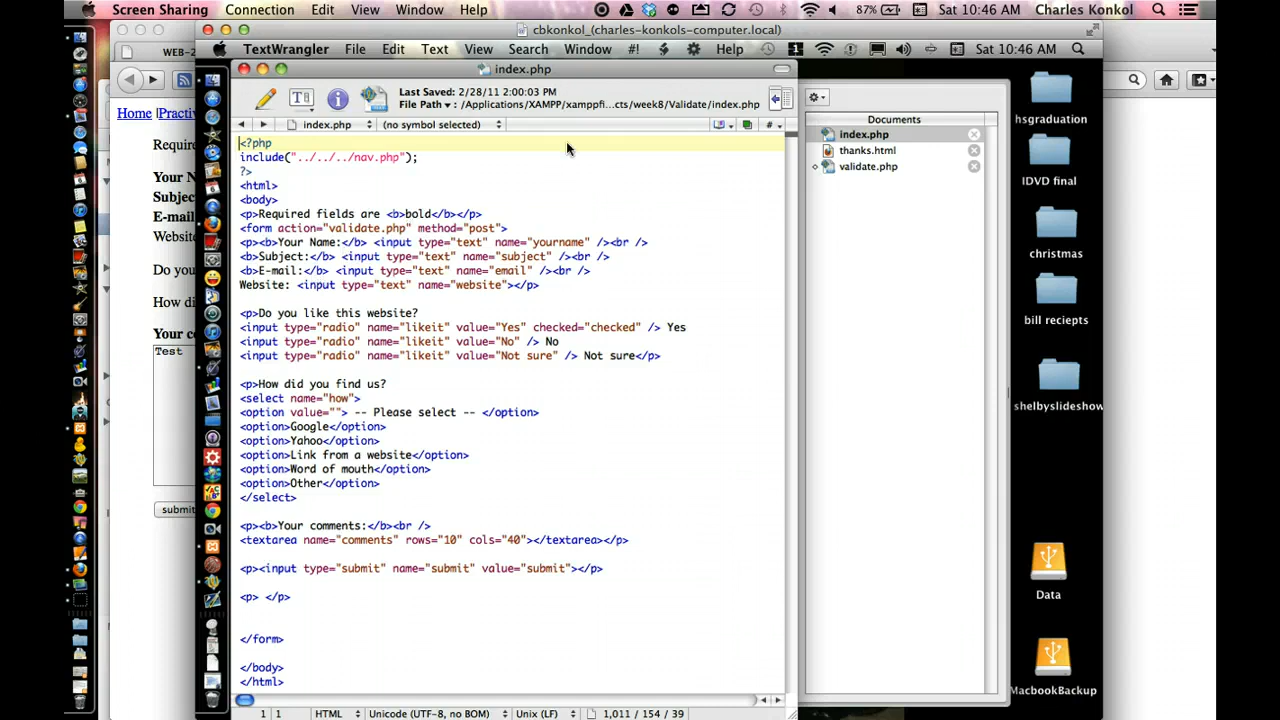 Screen Sharing Connection Edit View Window Help 87% Sat 10:46 AM Charles Konkol
cbkonkol_(charles-konkols-computer.local)
TextWrangler File Edit Text View Search Window #! Help 1 Sat 10:46 AM
WEB-2
Home |Practiv
Require
Your N
Subjec
E-mail
Website
Do you
How di
Your co
Test
submit
index.php
Last Saved: 2/28/11 2:00:03 PM
File Path ▾ : /Applications/XAMPP/xamppfi...cts/week8/Validate/index.php
index.php (no symbol selected) #
<?php
include("../../../nav.php");
?>
<html>
<body>
<p>Required fields are <b>bold</b></p>
<form action="validate.php" method="post">
<p><b>Your Name:</b> <input type="text" name="yourname" /><br />
<b>Subject:</b> <input type="text" name="subject" /><br />
<b>E-mail:</b> <input type="text" name="email" /><br />
Website: <input type="text" name="website"></p>
<p>Do you like this website?
<input type="radio" name="likeit" value="Yes" checked="checked" /> Yes
<input type="radio" name="likeit" value="No" /> No
<input type="radio" name="likeit" value="Not sure" /> Not sure</p>
<p>How did you find us?
<select name="how">
<option value=""> -- Please select -- </option>
<option>Google</option>
<option>Yahoo</option>
<option>Link from a website</option>
<option>Word of mouth</option>
<option>Other</option>
</select>
<p><b>Your comments:</b><br />
<textarea name="comments" rows="10" cols="40"></textarea></p>
<p><input type="submit" name="submit" value="submit"></p>
<p> </p>
</form>
</body>
</html>
1 1 HTML Unicode (UTF-8, no BOM) Unix (LF) 1,011 / 154 / 39
Documents
index.php
thanks.html
validate.php
hsgraduation
IDVD final
christmas
bill reciepts
shelbyslideshow
Data
MacbookBackup